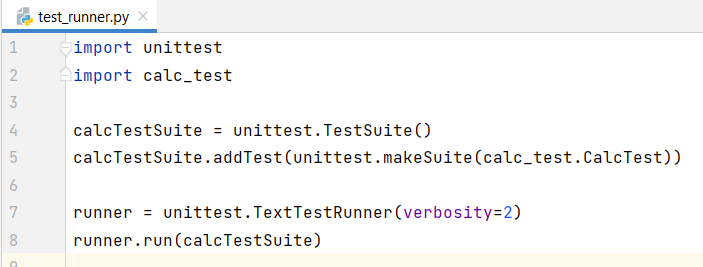 test_runner.py
1 import unittest
2 import calc_test
3
4 calcTestSuite = unittest.TestSuite()
5 calcTestSuite.addTest(unittest.makeSuite(calc_test.CalcTest))
6
7 runner = unittest.TextTestRunner(verbosity=2)
8 runner.run(calcTestSuite)
9